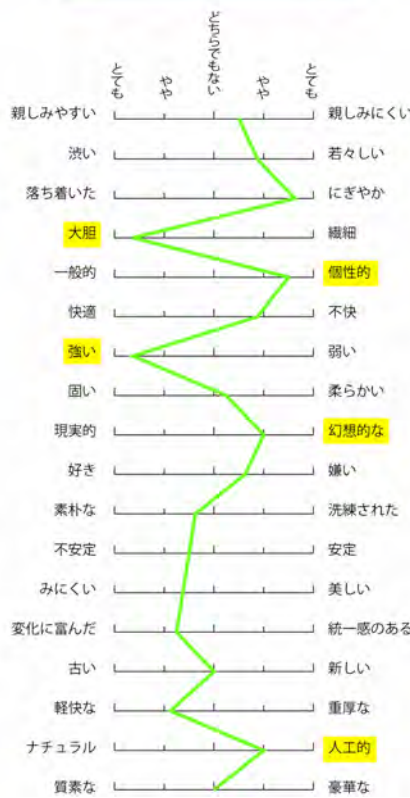 とても
やや
どちらでもない
やや
とても
親しみやすい 親しみにくい
渋い 若々しい
落ち着いた にぎやか
大胆 繊細
一般的 個性的
快適 不快
強い 弱い
固い 柔らかい
現実的 幻想的な
好き 嫌い
素朴な 洗練された
不安定 安定
みにくい 美しい
変化に富んだ 統一感のある
古い 新しい
軽快な 重厚な
ナチュラル 人工的
質素な 豪華な